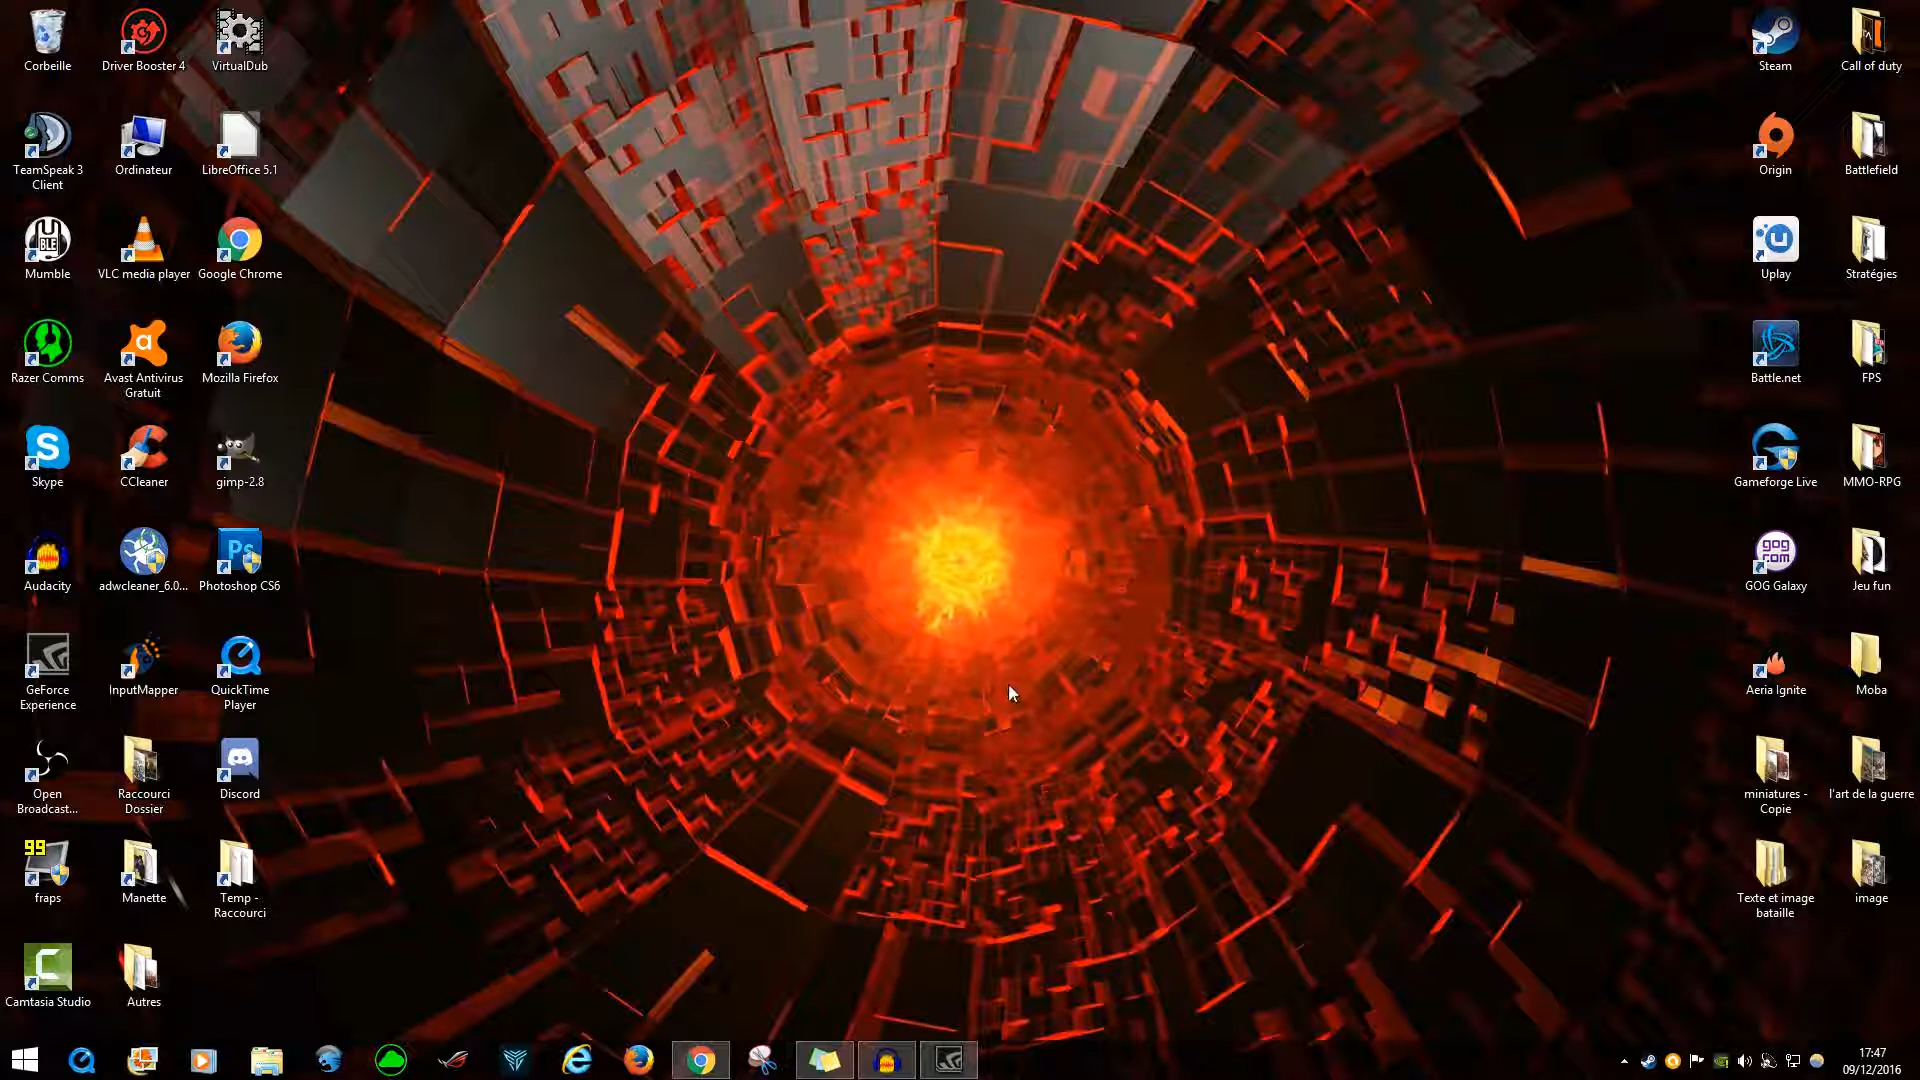 Corbeille
Driver Booster 4
VirtualDub
Steam
Call of duty
TeamSpeak 3
Client
Ordinateur
LibreOffice 5.1
Origin
Battlefield
Mumble
VLC media player
Google Chrome
Uplay
Stratégies
Razer Comms
Avast Antivirus
Gratuit
Mozilla Firefox
Battle.net
FPS
Skype
CCleaner
gimp-2.8
Gameforge Live
MMO-RPG
Audacity
adwcleaner_6.0...
Photoshop CS6
GOG Galaxy
Jeu fun
GeForce
Experience
InputMapper
QuickTime
Player
Aeria Ignite
Moba
Open
Broadcast...
Raccourci
Dossier
Discord
miniatures -
Copie
l'art de la guerre
99
fraps
Manette
Temp -
Raccourci
Texte et image
bataille
image
Camtasia Studio
Autres
17:47
09/12/2016